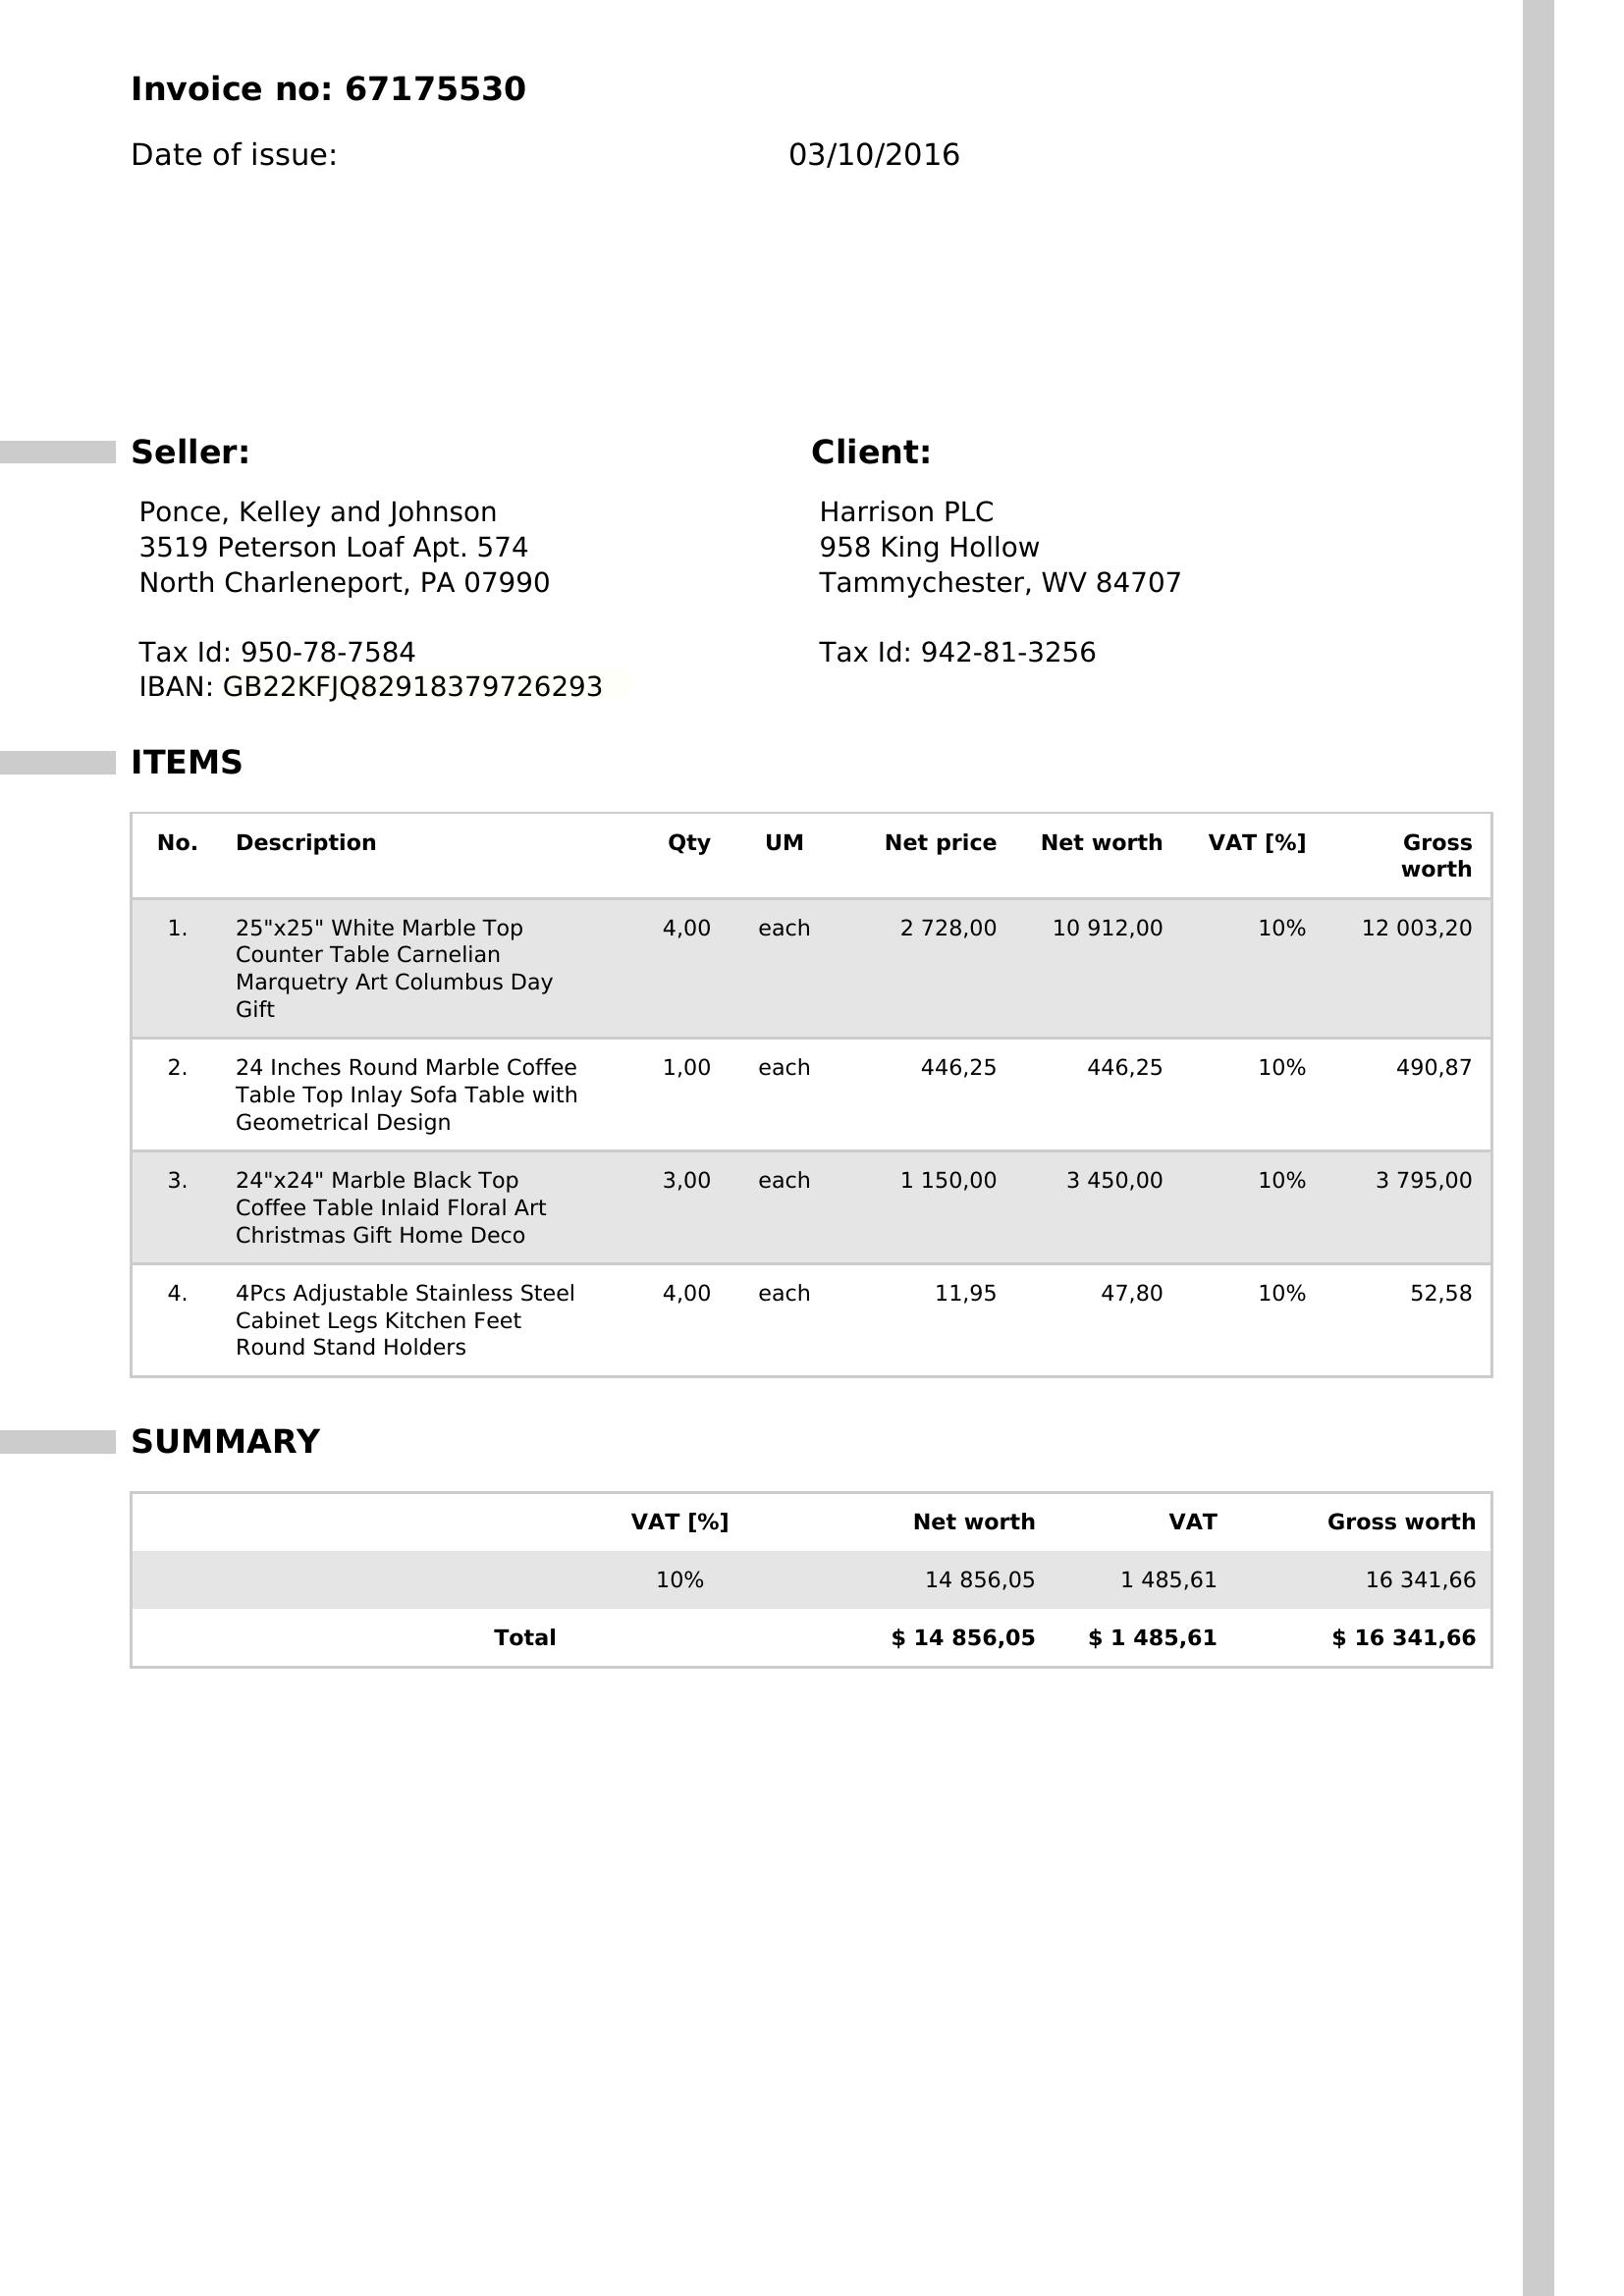 Invoice no: 67175530
Date of issue: 03/10/2016
Seller:
Ponce, Kelley and Johnson
3519 Peterson Loaf Apt. 574
North Charleneport, PA 07990
Tax Id: 950-78-7584
IBAN: GB22KFJQ82918379726293
Client:
Harrison PLC
958 King Hollow
Tammychester, WV 84707
Tax Id: 942-81-3256
ITEMS
No. Description Qty UM Net price Net worth VAT [%] Gross
worth
1. 25"x25" White Marble Top 4,00 each 2 728,00 10 912,00 10% 12 003,20
Counter Table Carnelian
Marquetry Art Columbus Day
Gift
2. 24 Inches Round Marble Coffee 1,00 each 446,25 446,25 10% 490,87
Table Top Inlay Sofa Table with
Geometrical Design
3. 24"x24" Marble Black Top 3,00 each 1 150,00 3 450,00 10% 3 795,00
Coffee Table Inlaid Floral Art
Christmas Gift Home Deco
4. 4Pcs Adjustable Stainless Steel 4,00 each 11,95 47,80 10% 52,58
Cabinet Legs Kitchen Feet
Round Stand Holders
SUMMARY
VAT [%] Net worth VAT Gross worth
10% 14 856,05 1 485,61 16 341,66
Total $ 14 856,05 $ 1 485,61 $ 16 341,66